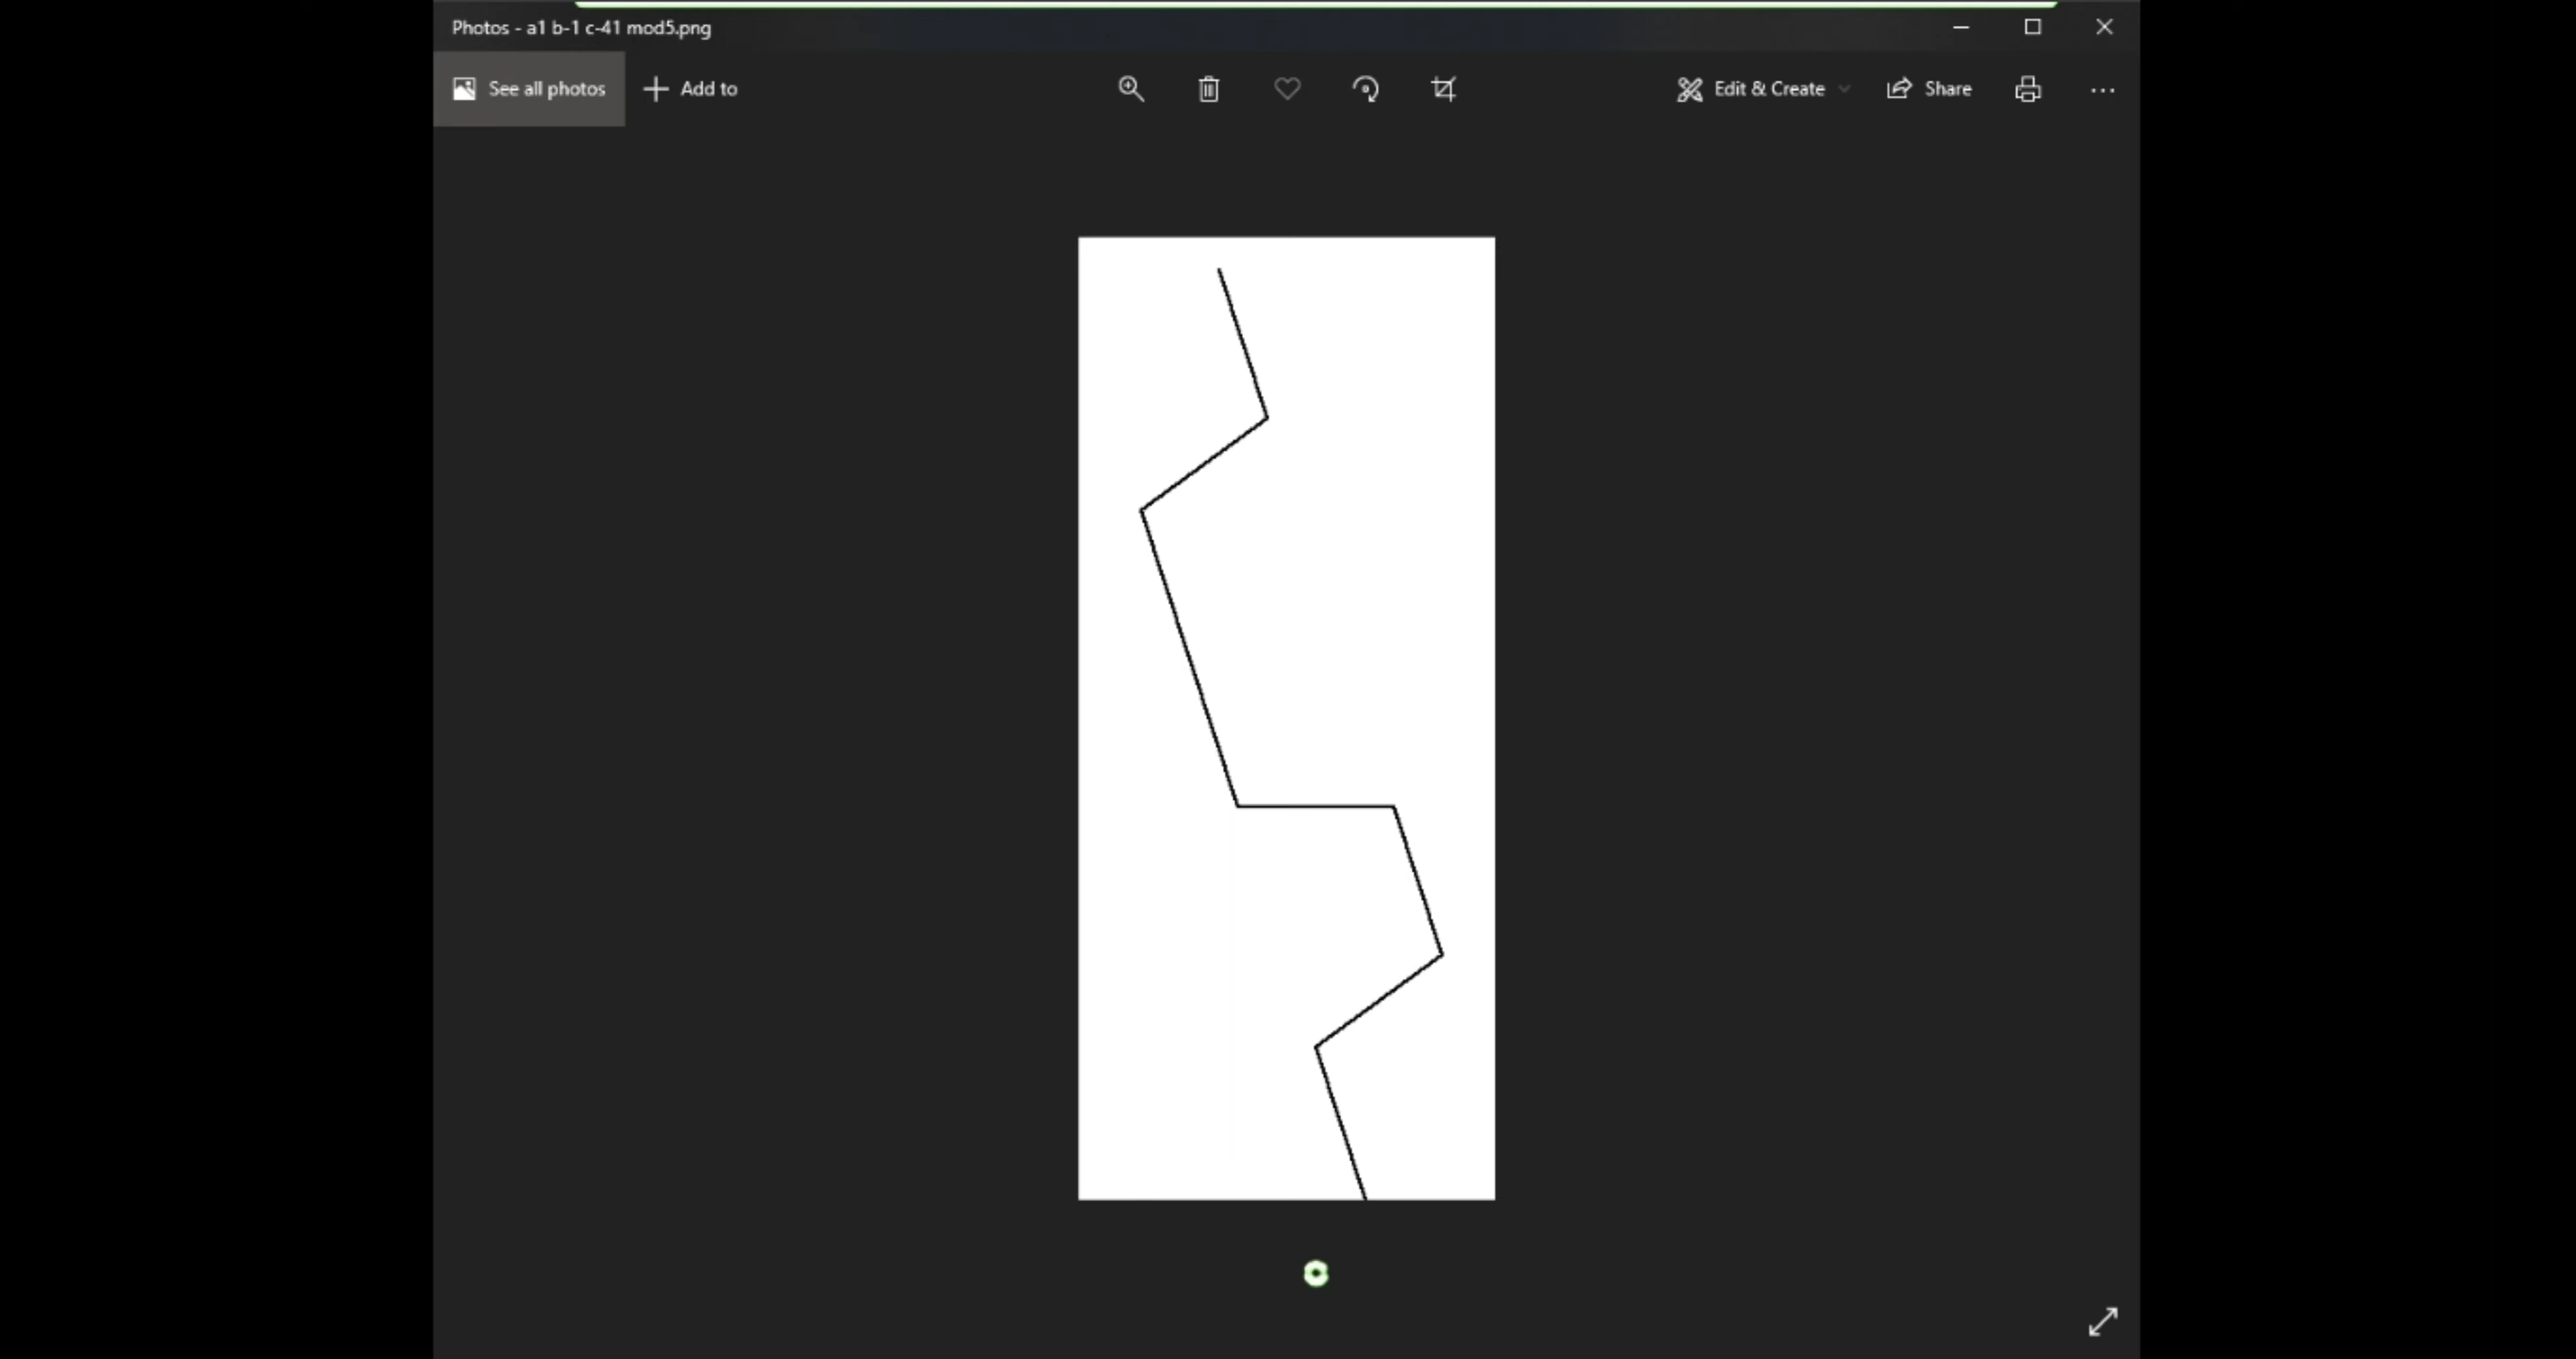 Photos - a1 b-1 c-41 mod5.png
See all photos
Add to
Edit & Create
Share